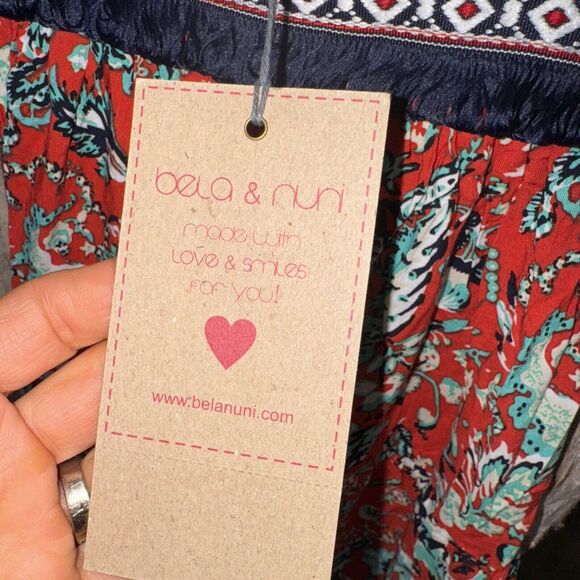 bela & nuni
made with
love & smiles
for you!
www.belanuni.com